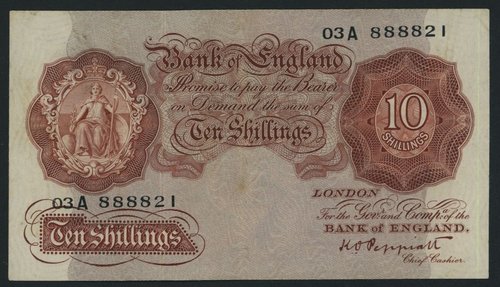 03A 888821
Bank of England
Promise to pay the Bearer
on Demand the sum of
Ten Shillings
10
SHILLINGS
03A 888821
Ten Shillings
LONDON
For the Govr. and Compa. of the
BANK OF ENGLAND.
K O Peppiatt
Chief Cashier.